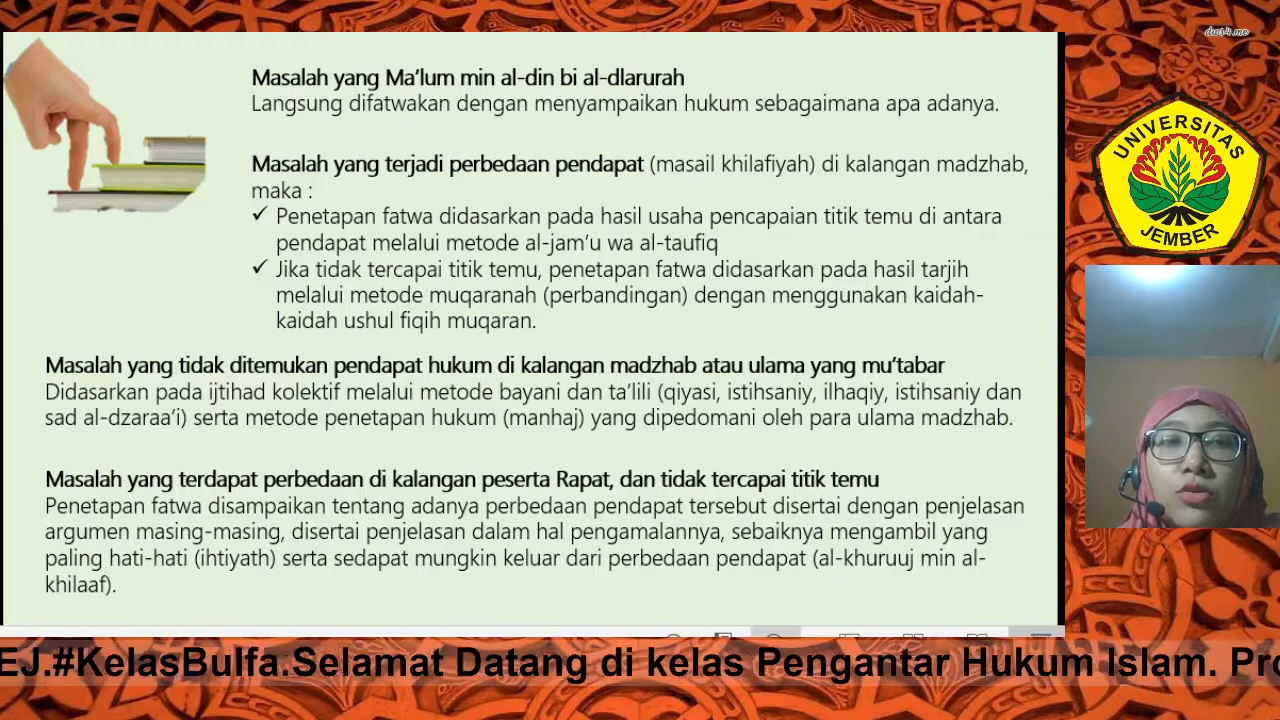 dws4.me
Masalah yang Ma’lum min al-din bi al-dlarurah
Langsung difatwakan dengan menyampaikan hukum sebagaimana apa adanya.
Masalah yang terjadi perbedaan pendapat (masail khilafiyah) di kalangan madzhab,
maka :
✓ Penetapan fatwa didasarkan pada hasil usaha pencapaian titik temu di antara
pendapat melalui metode al-jam’u wa al-taufiq
✓ Jika tidak tercapai titik temu, penetapan fatwa didasarkan pada hasil tarjih
melalui metode muqaranah (perbandingan) dengan menggunakan kaidah-
kaidah ushul fiqih muqaran.
Masalah yang tidak ditemukan pendapat hukum di kalangan madzhab atau ulama yang mu’tabar
Didasarkan pada ijtihad kolektif melalui metode bayani dan ta’lili (qiyasi, istihsaniy, ilhaqiy, istihsaniy dan
sad al-dzaraa’i) serta metode penetapan hukum (manhaj) yang dipedomani oleh para ulama madzhab.
Masalah yang terdapat perbedaan di kalangan peserta Rapat, dan tidak tercapai titik temu
Penetapan fatwa disampaikan tentang adanya perbedaan pendapat tersebut disertai dengan penjelasan
argumen masing-masing, disertai penjelasan dalam hal pengamalannya, sebaiknya mengambil yang
paling hati-hati (ihtiyath) serta sedapat mungkin keluar dari perbedaan pendapat (al-khuruuj min al-
khilaaf).
UNIVERSITAS
JEMBER
EJ.#KelasBulfa.Selamat Datang di kelas Pengantar Hukum Islam. Pro